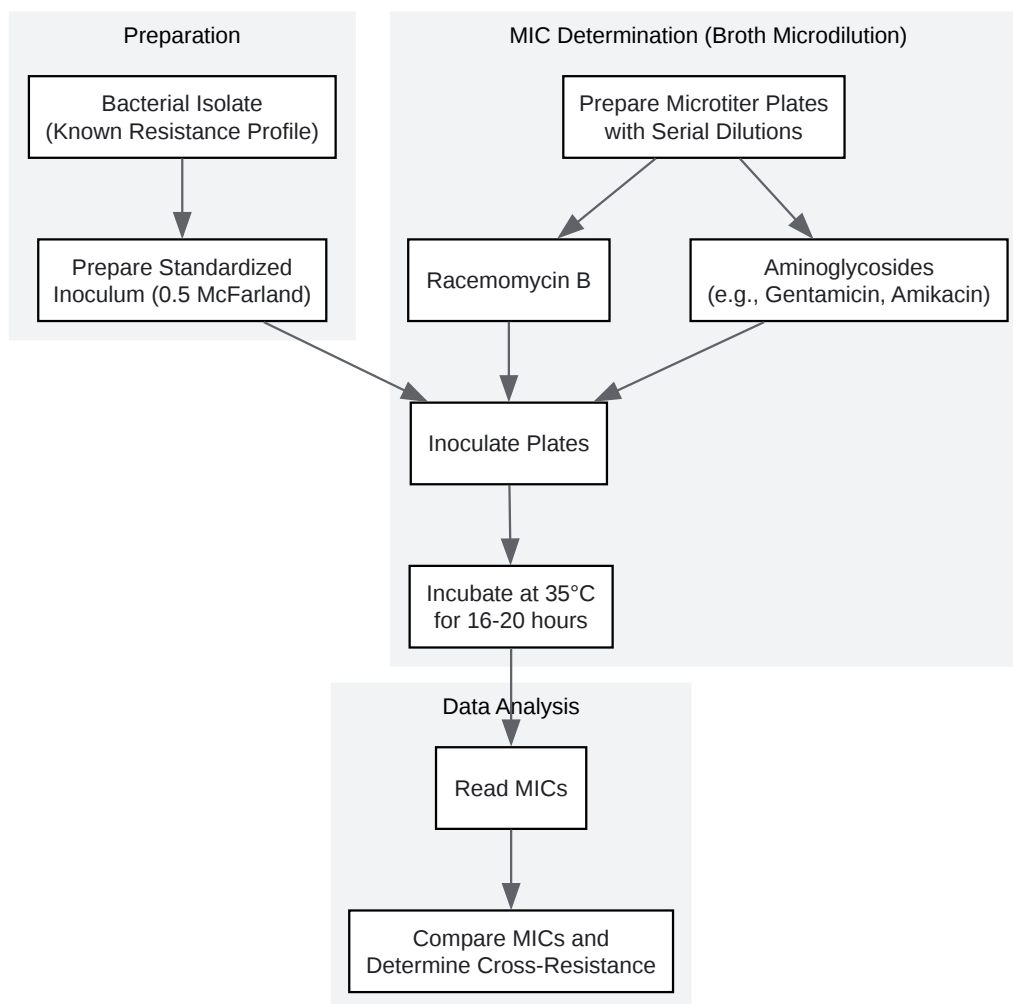 Preparation
Bacterial Isolate
(Known Resistance Profile)
Prepare Standardized
Inoculum (0.5 McFarland)
MIC Determination (Broth Microdilution)
Prepare Microtiter Plates
with Serial Dilutions
Racemomycin B
Aminoglycosides
(e.g., Gentamicin, Amikacin)
Inoculate Plates
Incubate at 35°C
for 16-20 hours
Data Analysis
Read MICs
Compare MICs and
Determine Cross-Resistance